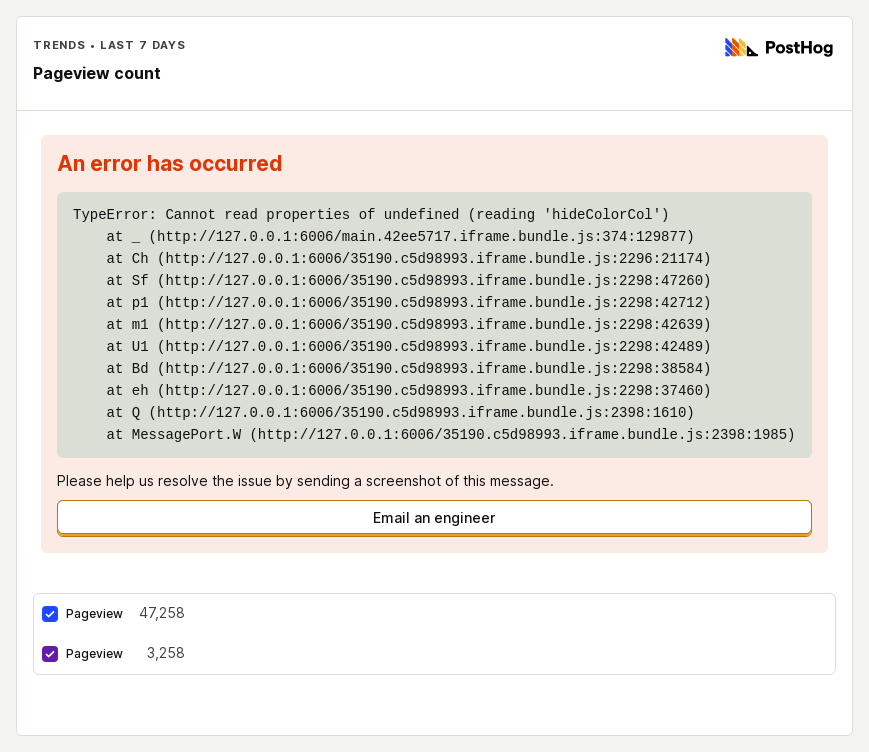 TRENDS • LAST 7 DAYS
PostHog
Pageview count
An error has occurred
TypeError: Cannot read properties of undefined (reading 'hideColorCol')
    at _ (http://127.0.0.1:6006/main.42ee5717.iframe.bundle.js:374:129877)
    at Ch (http://127.0.0.1:6006/35190.c5d98993.iframe.bundle.js:2296:21174)
    at Sf (http://127.0.0.1:6006/35190.c5d98993.iframe.bundle.js:2298:47260)
    at p1 (http://127.0.0.1:6006/35190.c5d98993.iframe.bundle.js:2298:42712)
    at m1 (http://127.0.0.1:6006/35190.c5d98993.iframe.bundle.js:2298:42639)
    at U1 (http://127.0.0.1:6006/35190.c5d98993.iframe.bundle.js:2298:42489)
    at Bd (http://127.0.0.1:6006/35190.c5d98993.iframe.bundle.js:2298:38584)
    at eh (http://127.0.0.1:6006/35190.c5d98993.iframe.bundle.js:2298:37460)
    at Q (http://127.0.0.1:6006/35190.c5d98993.iframe.bundle.js:2398:1610)
    at MessagePort.W (http://127.0.0.1:6006/35190.c5d98993.iframe.bundle.js:2398:1985)
Please help us resolve the issue by sending a screenshot of this message.
Email an engineer
Pageview 47,258
Pageview 3,258